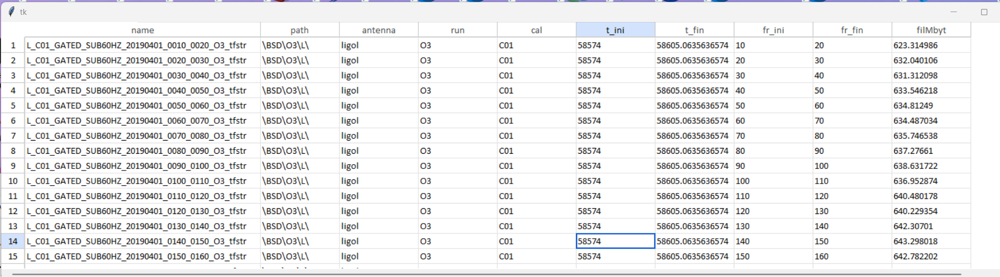 tk
name path antenna run cal t_ini t_fin fr_ini fr_fin filMbyt
1 L_C01_GATED_SUB60HZ_20190401_0010_0020_O3_tfstr \BSD\O3\L\ ligol O3 C01 58574 58605.0635636574 10 20 623.314986
2 L_C01_GATED_SUB60HZ_20190401_0020_0030_O3_tfstr \BSD\O3\L\ ligol O3 C01 58574 58605.0635636574 20 30 632.040106
3 L_C01_GATED_SUB60HZ_20190401_0030_0040_O3_tfstr \BSD\O3\L\ ligol O3 C01 58574 58605.0635636574 30 40 631.312098
4 L_C01_GATED_SUB60HZ_20190401_0040_0050_O3_tfstr \BSD\O3\L\ ligol O3 C01 58574 58605.0635636574 40 50 633.546218
5 L_C01_GATED_SUB60HZ_20190401_0050_0060_O3_tfstr \BSD\O3\L\ ligol O3 C01 58574 58605.0635636574 50 60 634.81249
6 L_C01_GATED_SUB60HZ_20190401_0060_0070_O3_tfstr \BSD\O3\L\ ligol O3 C01 58574 58605.0635636574 60 70 634.487034
7 L_C01_GATED_SUB60HZ_20190401_0070_0080_O3_tfstr \BSD\O3\L\ ligol O3 C01 58574 58605.0635636574 70 80 635.746538
8 L_C01_GATED_SUB60HZ_20190401_0080_0090_O3_tfstr \BSD\O3\L\ ligol O3 C01 58574 58605.0635636574 80 90 637.27661
9 L_C01_GATED_SUB60HZ_20190401_0090_0100_O3_tfstr \BSD\O3\L\ ligol O3 C01 58574 58605.0635636574 90 100 638.631722
10 L_C01_GATED_SUB60HZ_20190401_0100_0110_O3_tfstr \BSD\O3\L\ ligol O3 C01 58574 58605.0635636574 100 110 636.952874
11 L_C01_GATED_SUB60HZ_20190401_0110_0120_O3_tfstr \BSD\O3\L\ ligol O3 C01 58574 58605.0635636574 110 120 640.480178
12 L_C01_GATED_SUB60HZ_20190401_0120_0130_O3_tfstr \BSD\O3\L\ ligol O3 C01 58574 58605.0635636574 120 130 640.229354
13 L_C01_GATED_SUB60HZ_20190401_0130_0140_O3_tfstr \BSD\O3\L\ ligol O3 C01 58574 58605.0635636574 130 140 642.30701
14 L_C01_GATED_SUB60HZ_20190401_0140_0150_O3_tfstr \BSD\O3\L\ ligol O3 C01 58574 58605.0635636574 140 150 643.298018
15 L_C01_GATED_SUB60HZ_20190401_0150_0160_O3_tfstr \BSD\O3\L\ ligol O3 C01 58574 58605.0635636574 150 160 642.782202